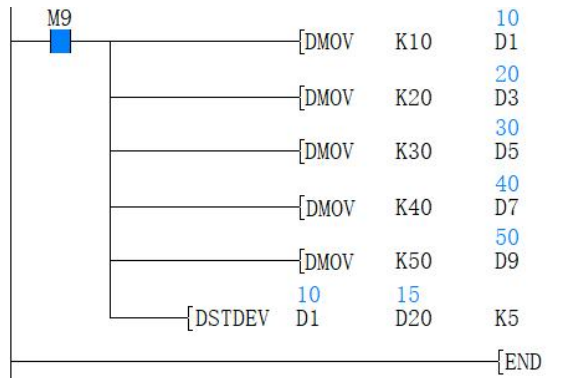 M9 10
[DMOV K10 D1
20
[DMOV K20 D3
30
[DMOV K30 D5
40
[DMOV K40 D7
50
[DMOV K50 D9
10 15
[DSTDEV D1 D20 K5
[END